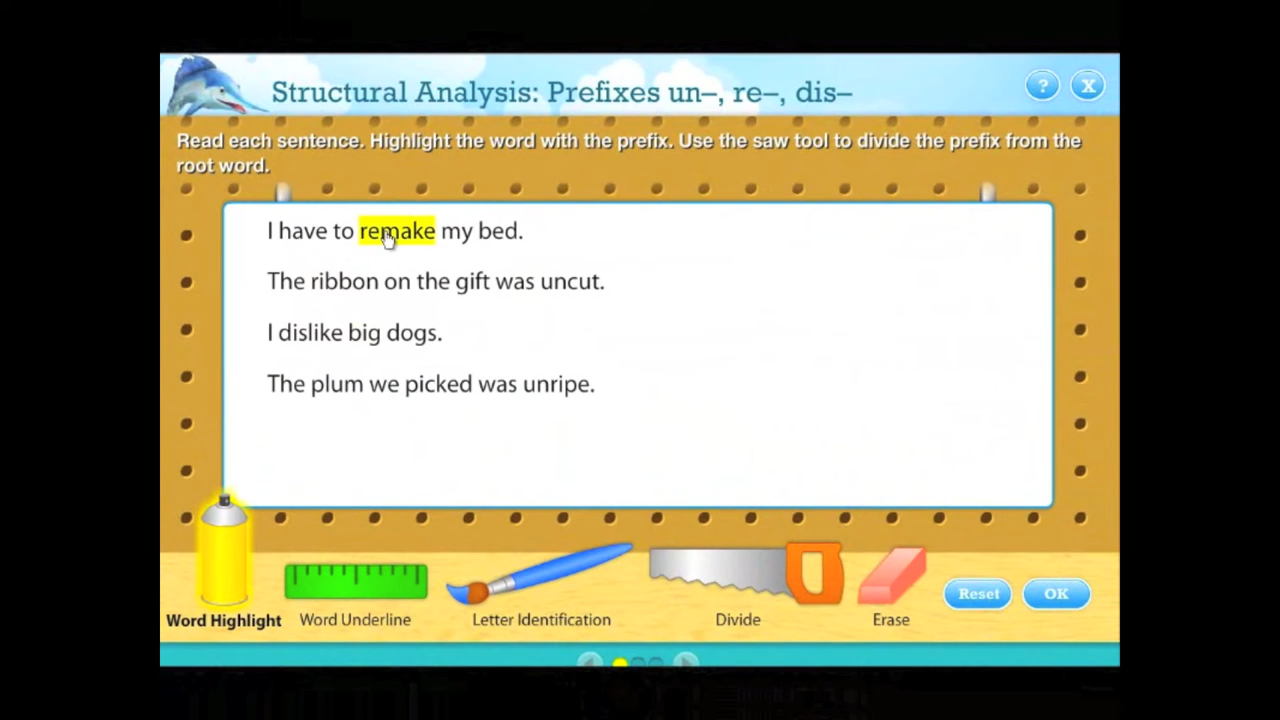 Structural Analysis: Prefixes un–, re–, dis–
? X
Read each sentence. Highlight the word with the prefix. Use the saw tool to divide the prefix from the
root word.
I have to remake my bed.
The ribbon on the gift was uncut.
I dislike big dogs.
The plum we picked was unripe.
Reset OK
Word Highlight Word Underline Letter Identification Divide Erase